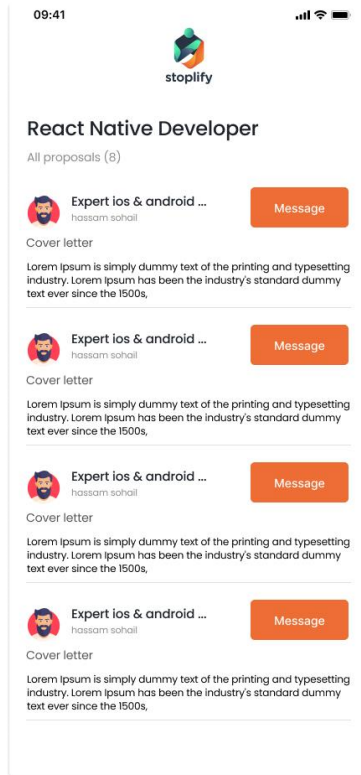 09:41
stoplify
React Native Developer
All proposals (8)
Expert ios & android ...
hassam sohail
Message
Cover letter
Lorem Ipsum is simply dummy text of the printing and typesetting
industry. Lorem Ipsum has been the industry's standard dummy
text ever since the 1500s,
Expert ios & android ...
hassam sohail
Message
Cover letter
Lorem Ipsum is simply dummy text of the printing and typesetting
industry. Lorem Ipsum has been the industry's standard dummy
text ever since the 1500s,
Expert ios & android ...
hassam sohail
Message
Cover letter
Lorem Ipsum is simply dummy text of the printing and typesetting
industry. Lorem Ipsum has been the industry's standard dummy
text ever since the 1500s,
Expert ios & android ...
hassam sohail
Message
Cover letter
Lorem Ipsum is simply dummy text of the printing and typesetting
industry. Lorem Ipsum has been the industry's standard dummy
text ever since the 1500s,